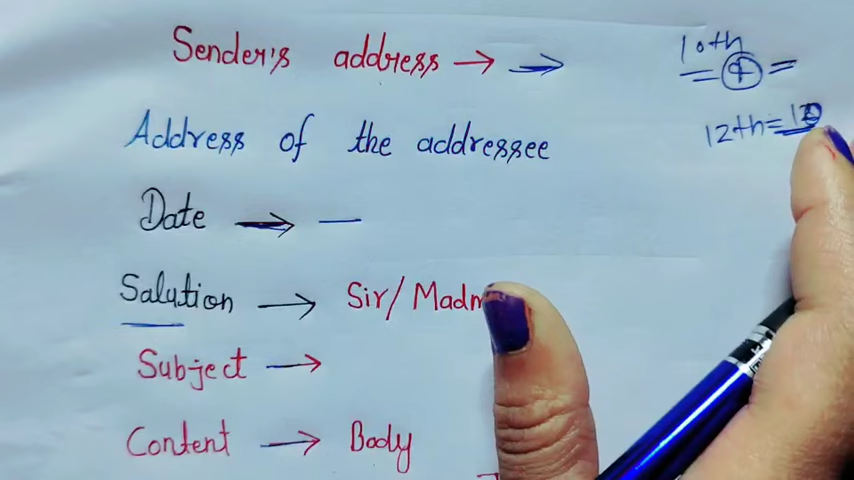 Sender's address →→
10th
Address of the addressee
12th=
Date → —
Salution → Sir/
Subject →
Content → Body